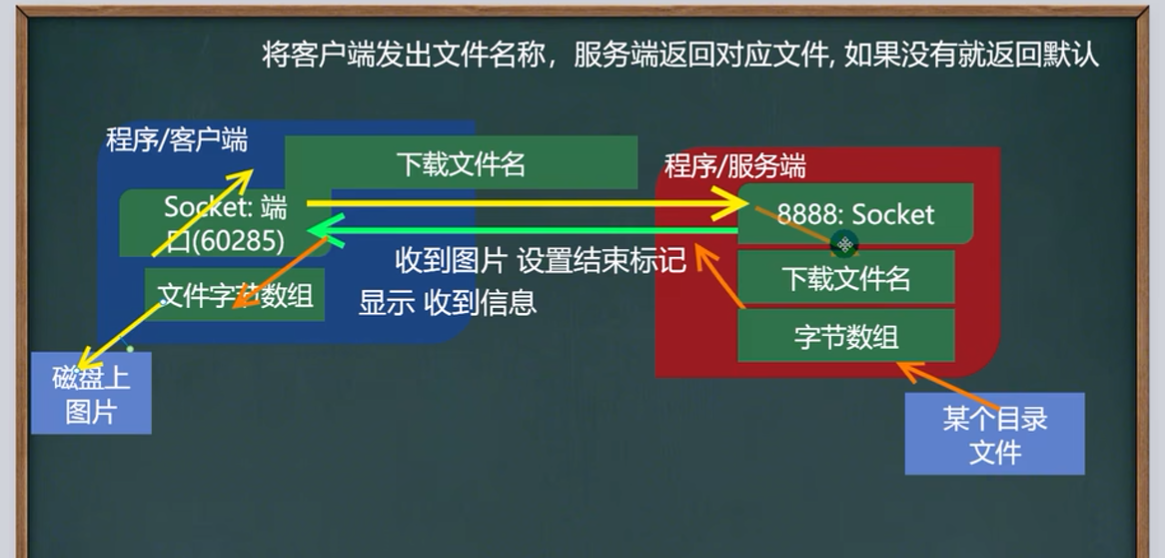 将客户端发出文件名称，服务端返回对应文件, 如果没有就返回默认
程序/客户端
下载文件名
程序/服务端
Socket: 端
口(60285)
8888: Socket
收到图片 设置结束标记
下载文件名
文件字节数组
显示 收到信息
字节数组
磁盘上
图片
某个目录
文件